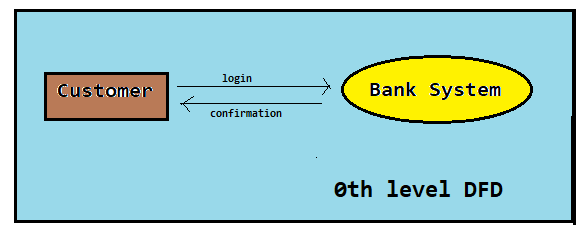 login
Customer
Bank System
confirmation
0th level DFD